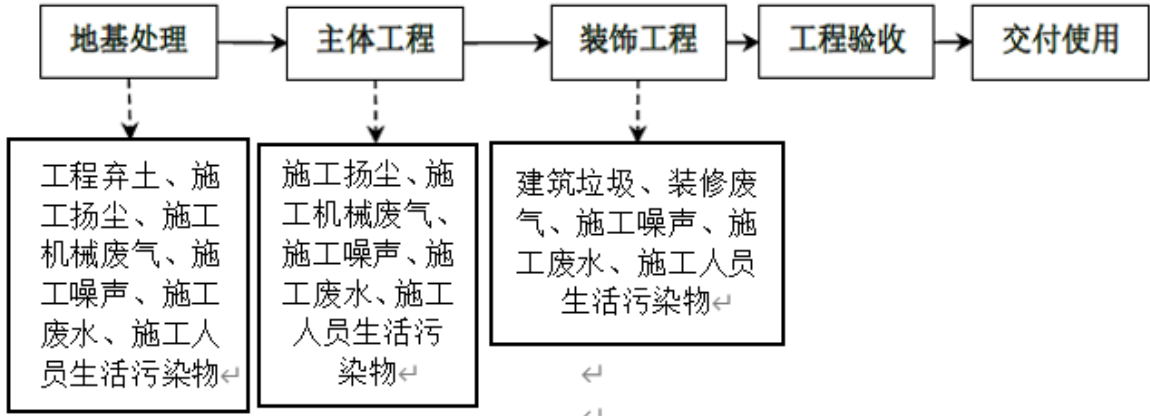 地基处理
主体工程
装饰工程
工程验收
交付使用
工程弃土、施
工扬尘、施工
机械废气、施
工噪声、施工
废水、施工人
员生活污染物↵
施工扬尘、施
工机械废气、
施工噪声、施
工废水、施工
人员生活污
染物↵
建筑垃圾、装修废
气、施工噪声、施
工废水、施工人员
生活污染物↵